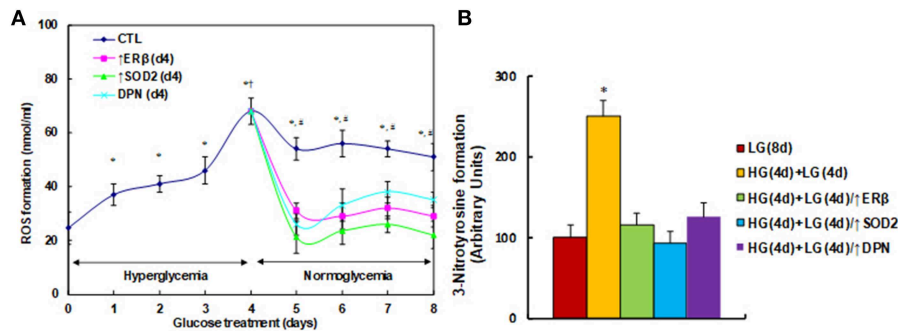 A
ROS formation (nmol/ml)
100
80
60
40
20
0
CTL
↑ERβ (d4)
↑SOD2 (d4)
DPN (d4)
* * * *† *,# *,# *,# *,#
Hyperglycemia Normoglycemia
0 1 2 3 4 5 6 7 8
Glucose treatment (days)
B
3-Nitrotyrosine formation
(Arbitrary Units)
300
200
100
0
*
LG(8d)
HG(4d)+LG(4d)
HG(4d)+LG(4d)/↑ERβ
HG(4d)+LG(4d)/↑SOD2
HG(4d)+LG(4d)/↑DPN